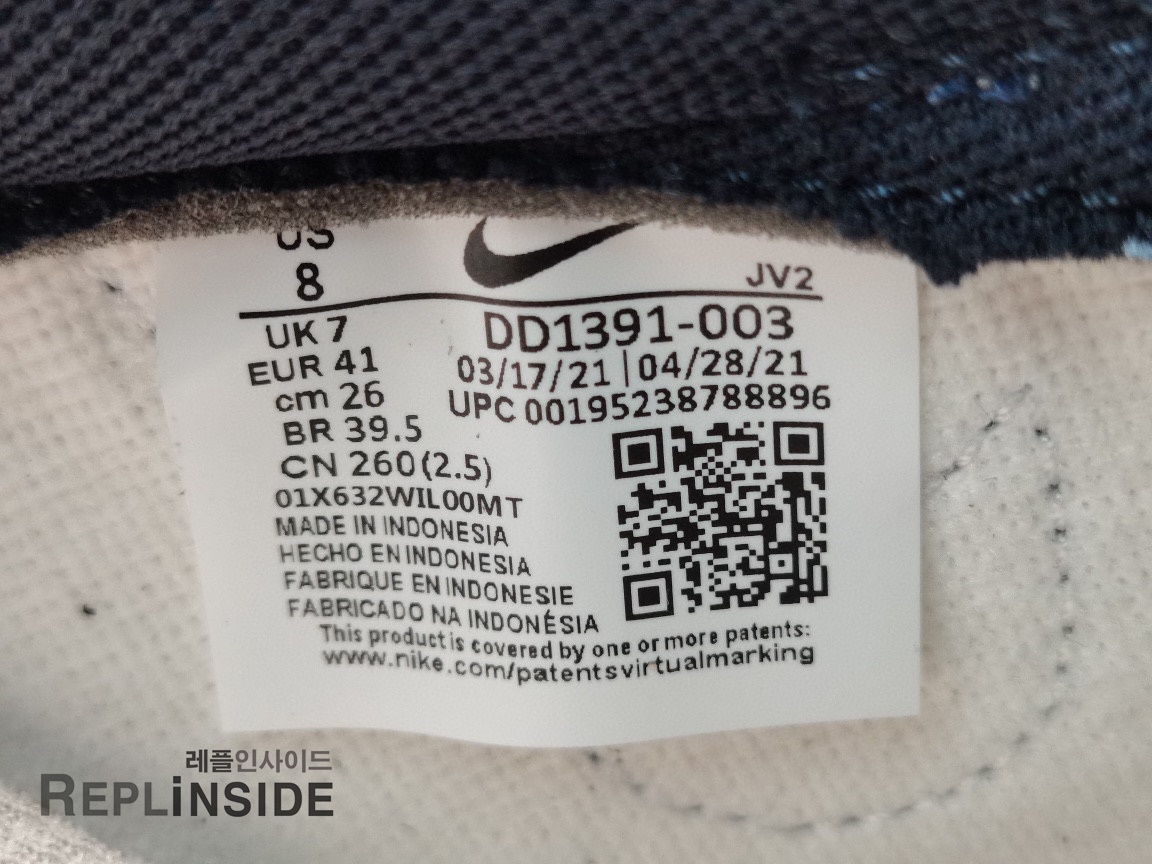 US
8
JV2
UK 7
EUR 41
cm 26
BR 39.5
CN 260(2.5)
DD1391-003
03/17/21 | 04/28/21
UPC 00195238788896
01X632WIL00MT
MADE IN INDONESIA
HECHO EN INDONESIA
FABRIQUE EN INDONESIE
FABRICADO NA INDONÉSIA
This product is covered by one or more patents:
www.nike.com/patentsvirtualmarking
레플인사이드
REPLiNSIDE